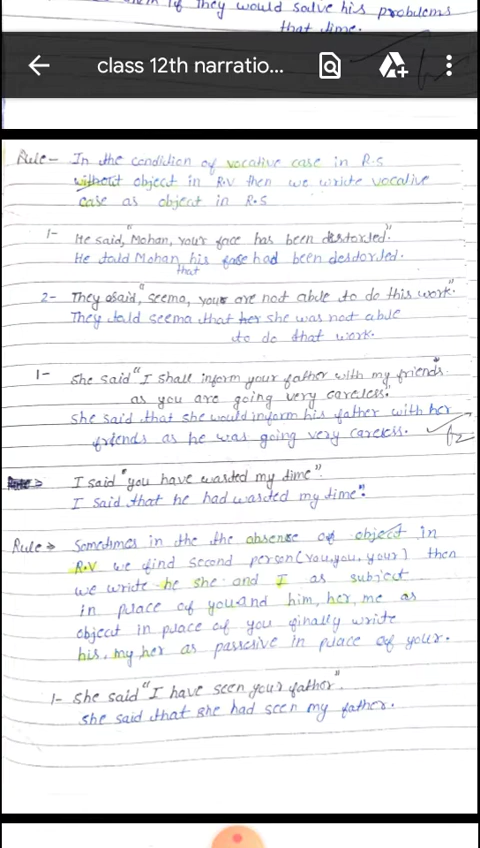 them if they would solve his problems
that time.
class 12th narratio...
Rule- In the condition of vocative case in R.S
without object in R.V then we write vocative
case as object in R.S
1- He said, "Mohan, your face has been destorted."
He told Mohan his face had been destorted.
that
2- They said, "seema, you are not able to do this work."
They told seema that her she was not able
to do that work.
1- She said "I shall inform your father with my friends
as you are going very careless."
She said that she would inform his father with her
friends as he was going very careless.
I said "you have wasted my time".
I said that he had wasted my time".
Rule⇒ Sometimes in the the absense of object in
R.V we find second person (You, you, your) then
we write he she and I as subject
in place of you and him, her, me as
object in place of you finally write
his, my her as passesive in place of your.
1- She said "I have seen your father".
She said that she had seen my father.